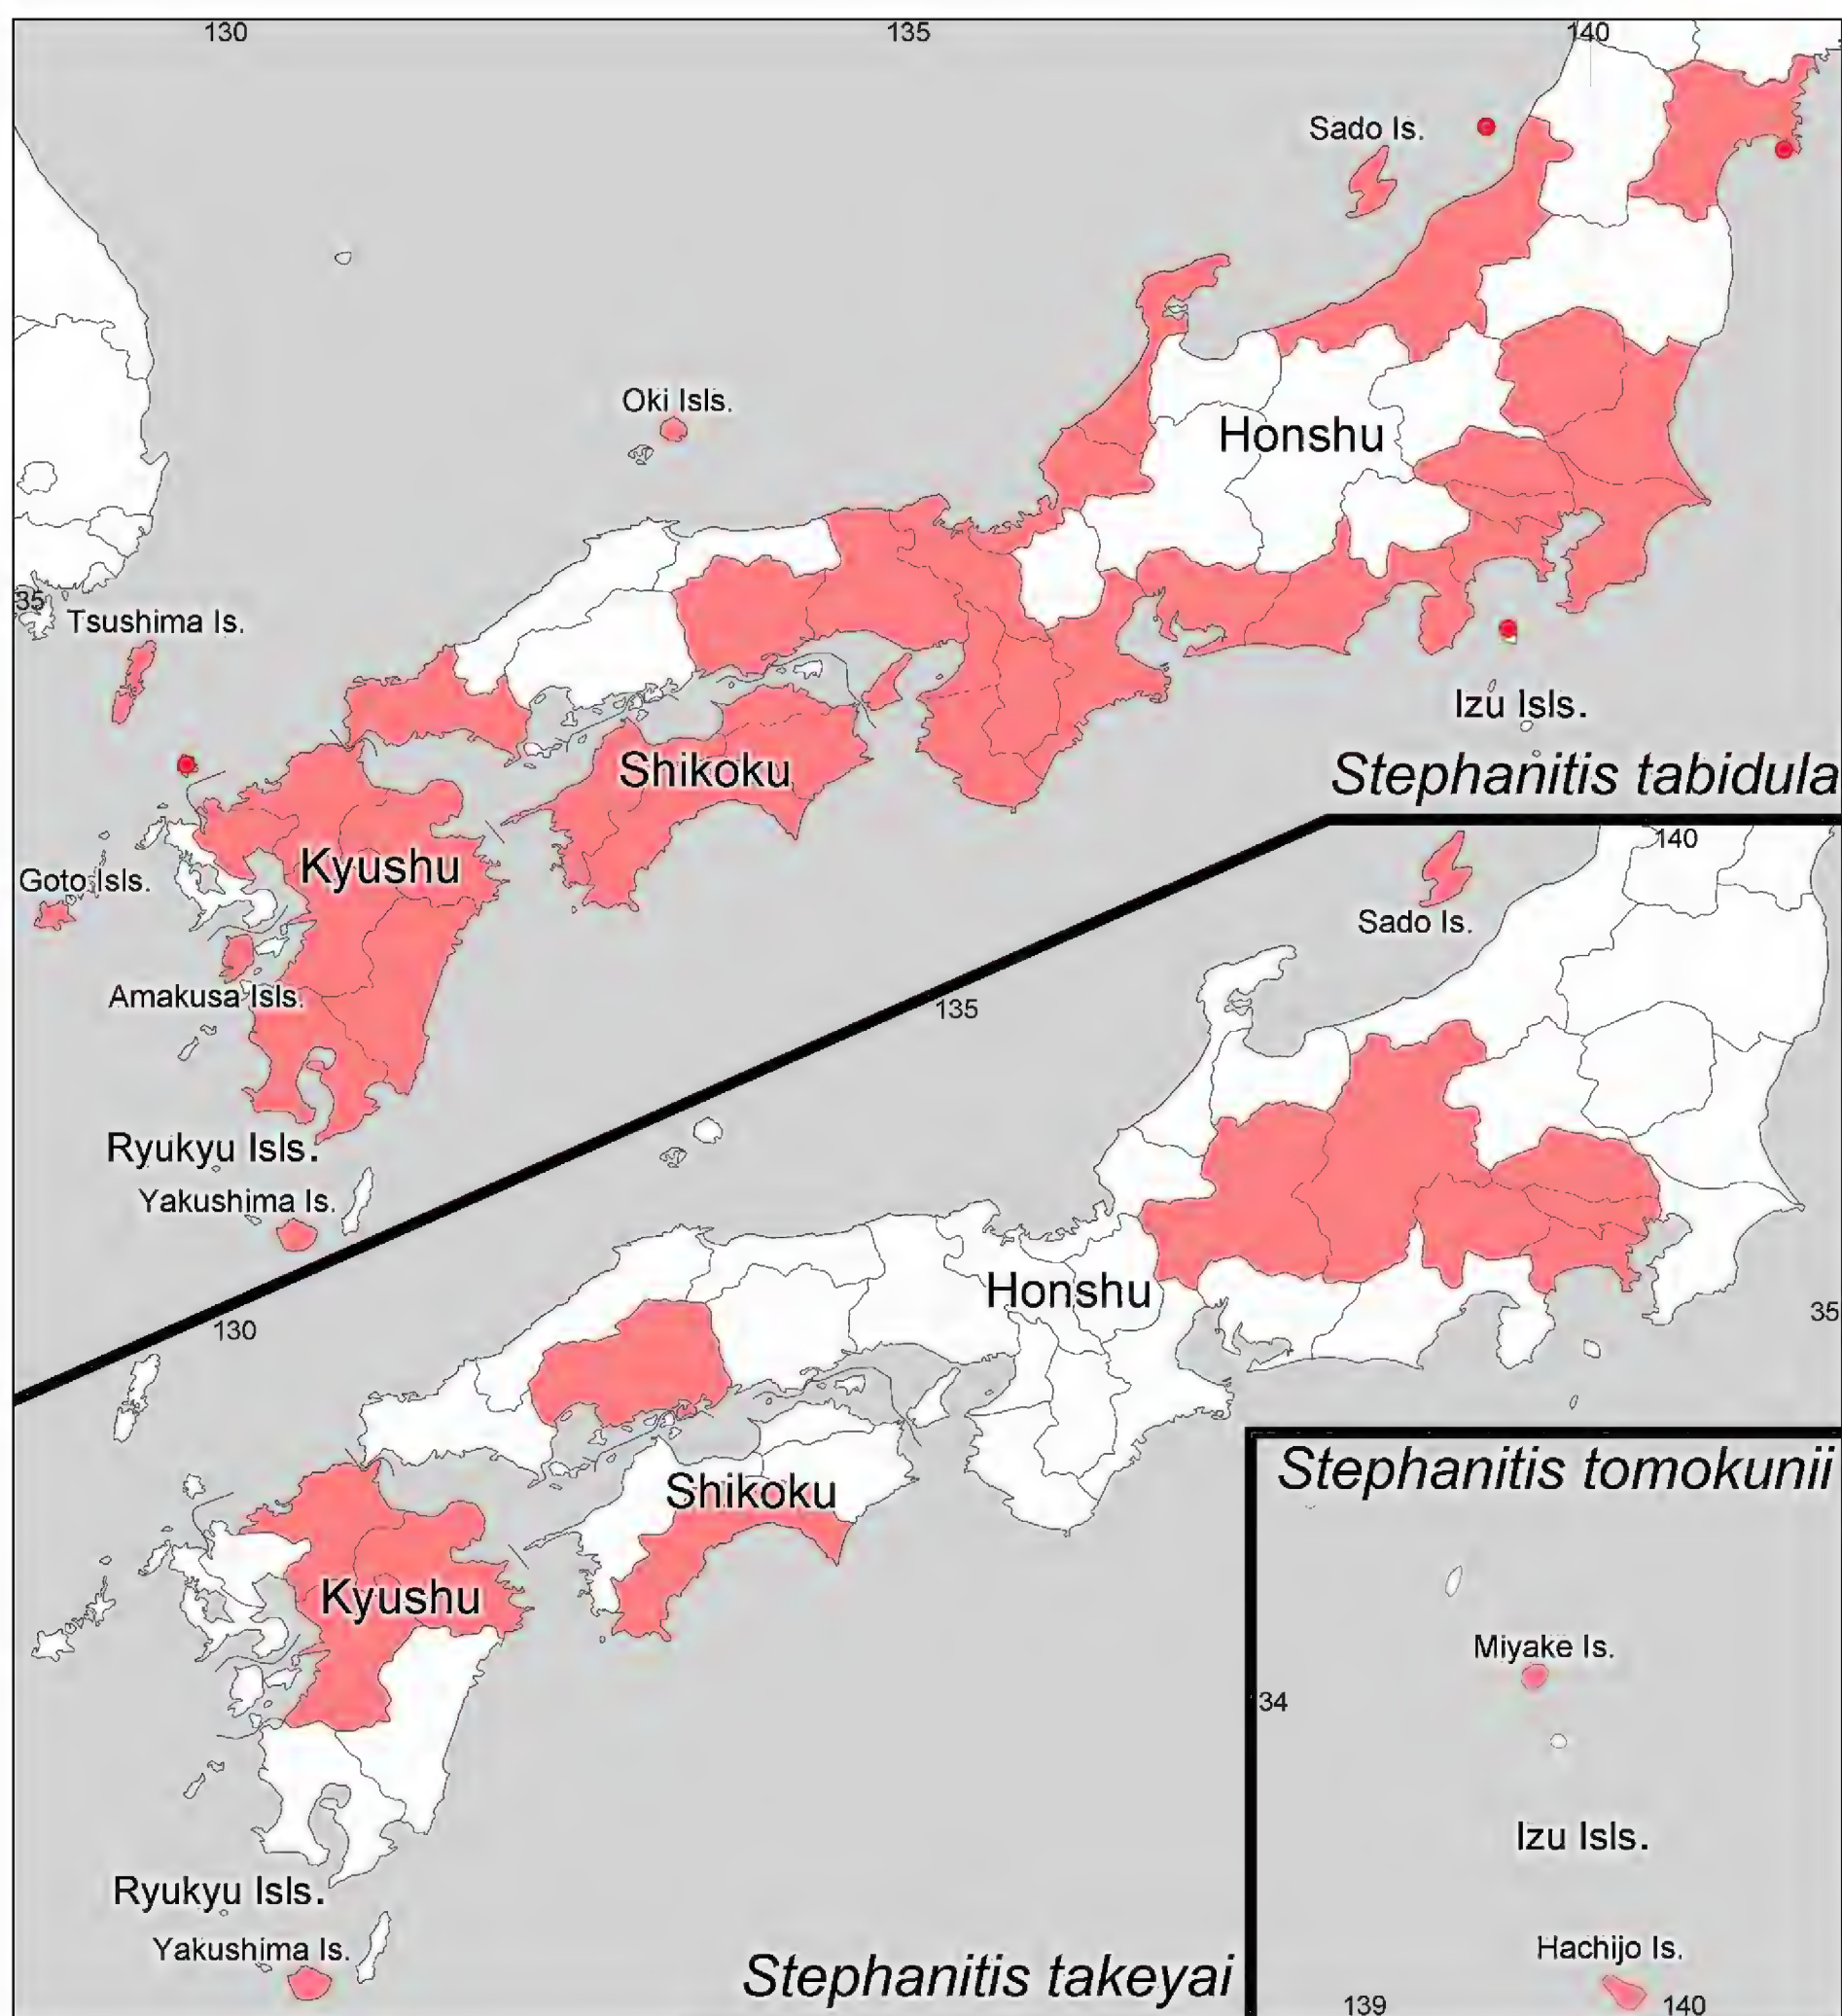 130
135
140
Sado Is.
Oki Isls.
Honshu
35
Tsushima Is.
Izu Isls.
Shikoku
Stephanitis tabidula
Kyushu
Goto Isls.
Amakusa Isls.
Ryukyu Isls.
Yakushima Is.
140
Sado Is.
135
130
Honshu
35
Shikoku
Kyushu
Ryukyu Isls.
Yakushima Is.
Stephanitis takeyai
Stephanitis tomokunii
Miyake Is.
34
Izu Isls.
Hachijo Is.
139
140